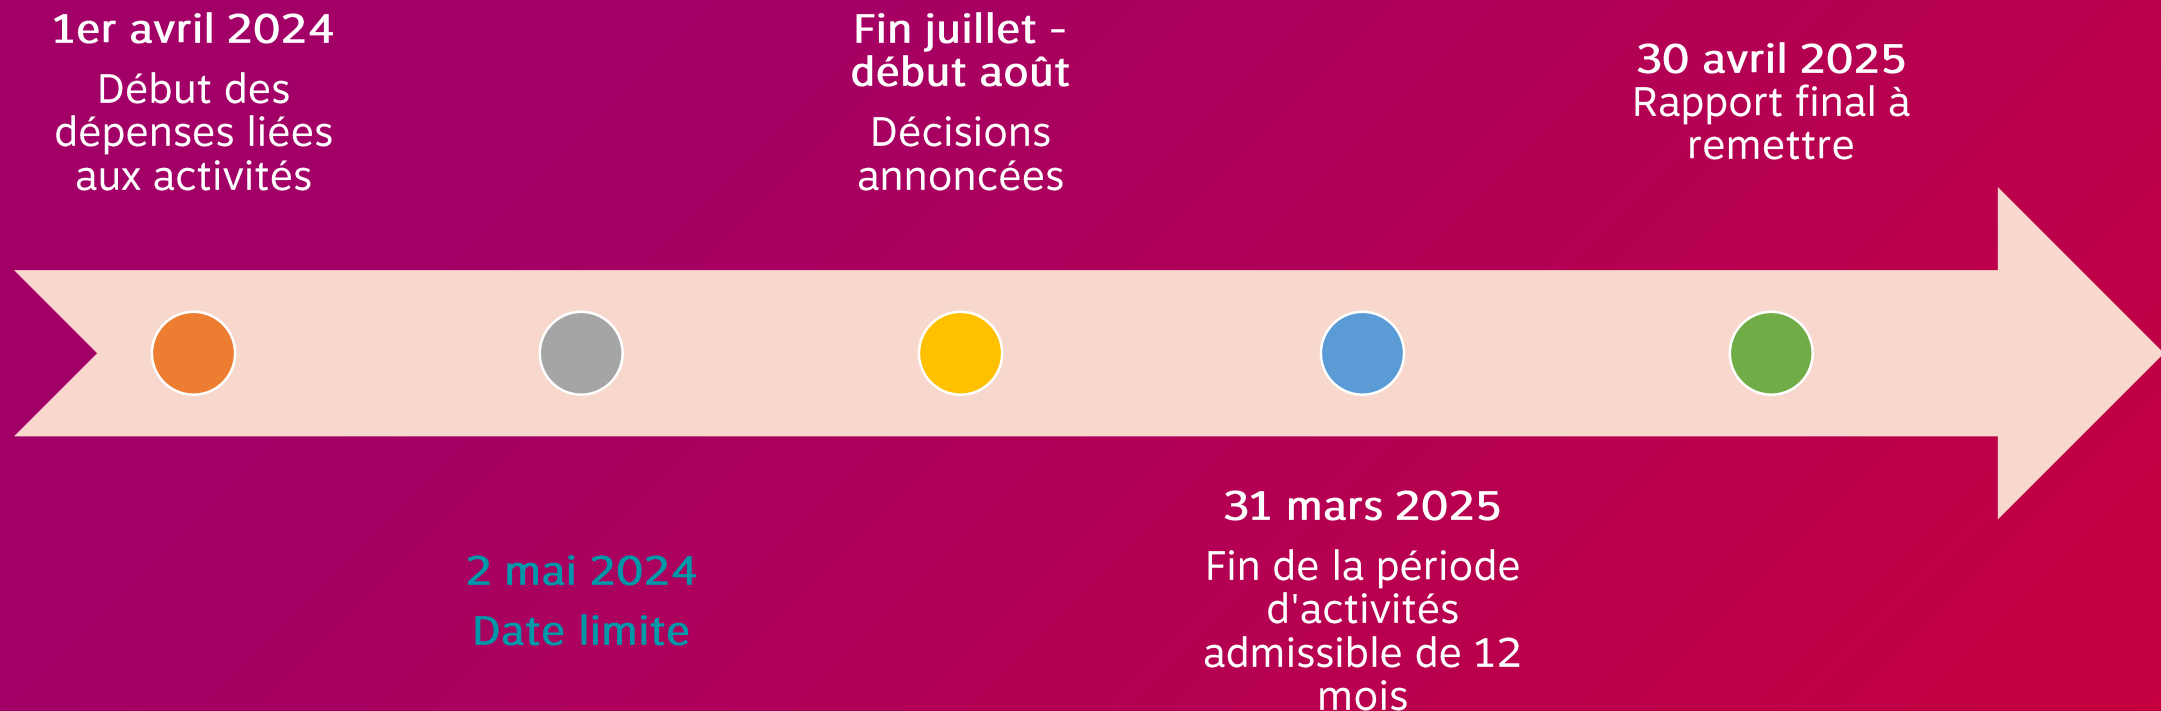 1er avril 2024
Début des
dépenses liées
aux activités
2 mai 2024
Date limite
Fin juillet -
début août
Décisions
annoncées
31 mars 2025
Fin de la période
d'activités
admissible de 12
mois
30 avril 2025
Rapport final à
remettre